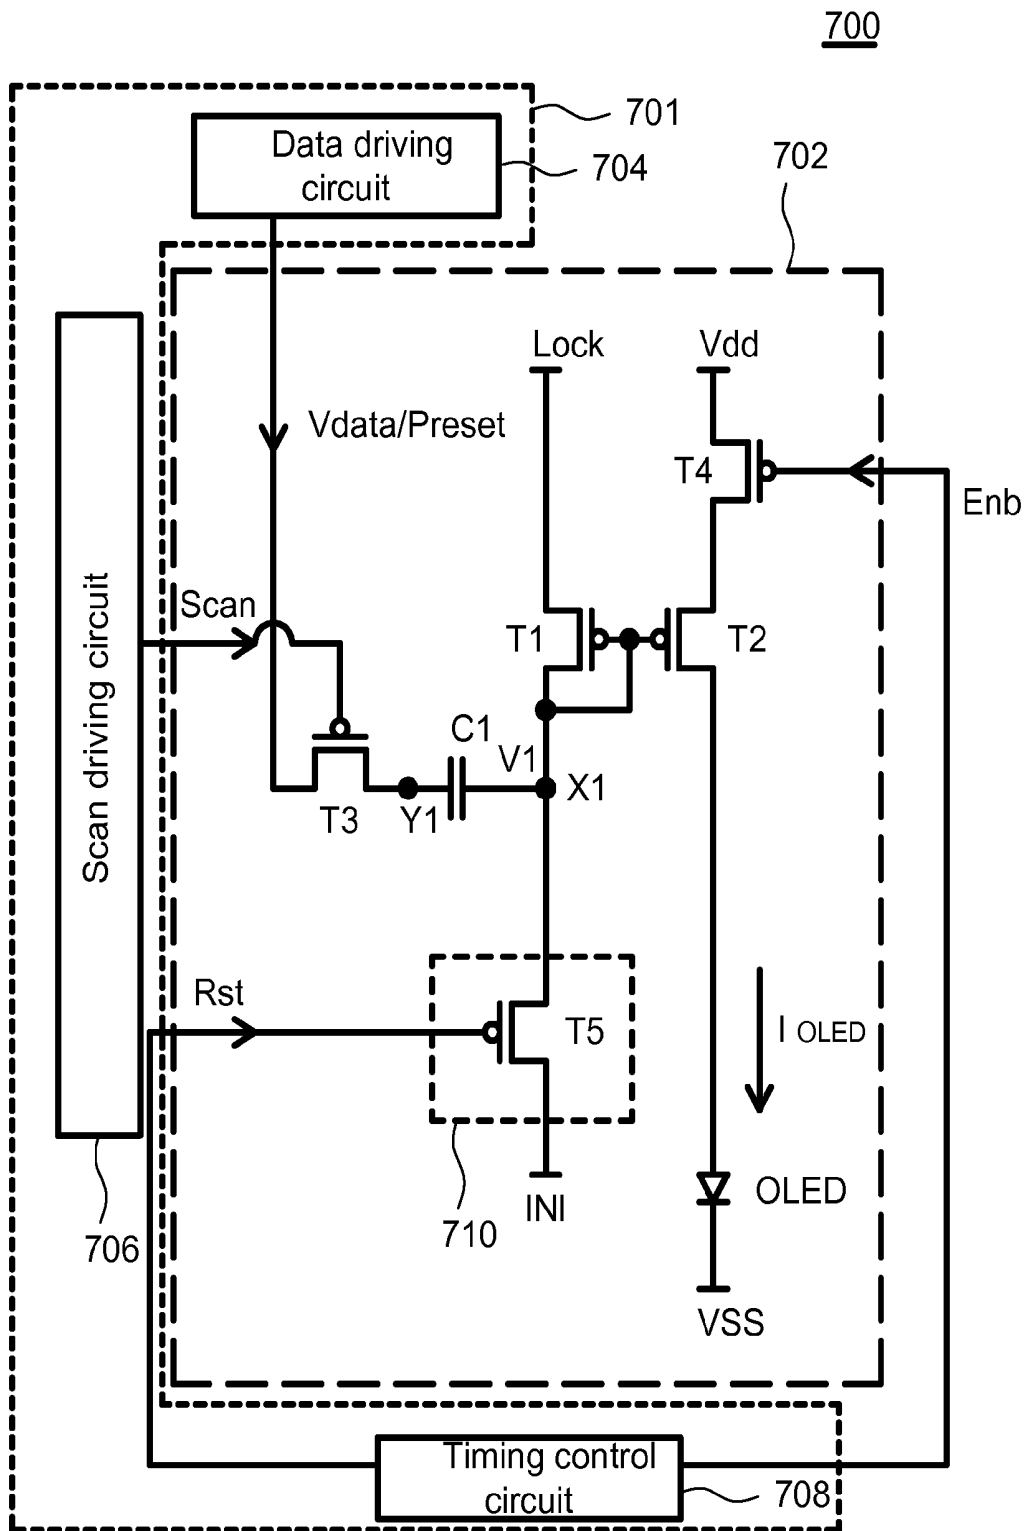 700
701
Data driving
circuit
704
702
Lock
Vdd
Vdata/Preset
T4
Enb
Scan
T1
T2
C1
V1
X1
T3
Y1
Scan driving circuit
Rst
T5
I OLED
INI
OLED
710
706
VSS
Timing control
circuit
708